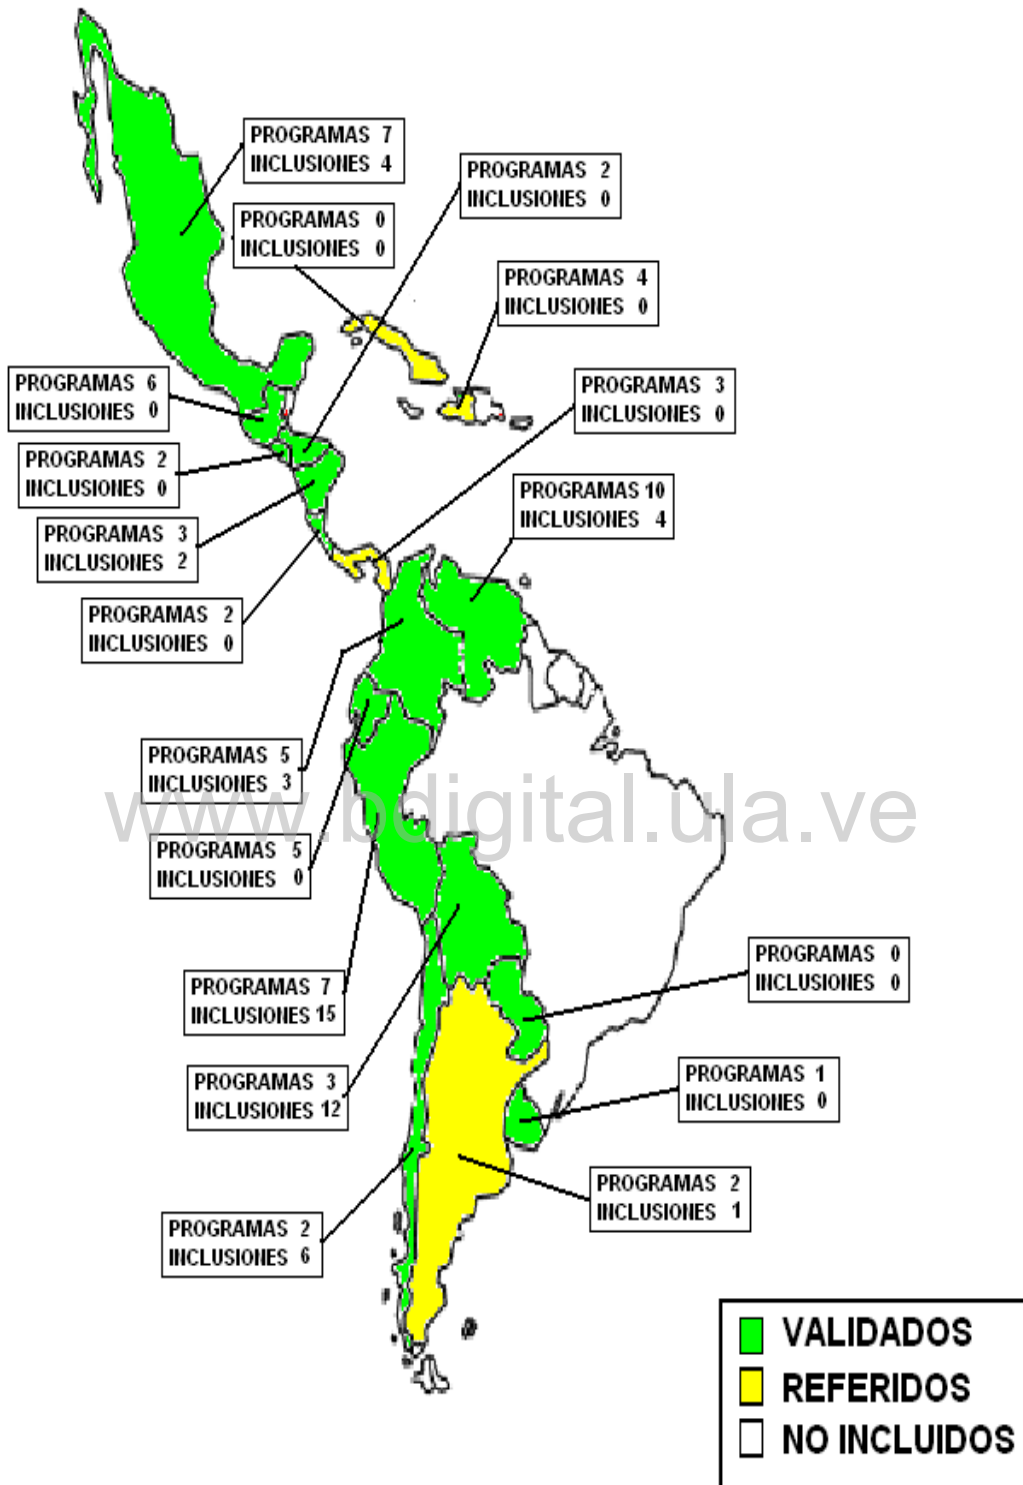 PROGRAMAS 7
INCLUSIONES 4
PROGRAMAS 2
INCLUSIONES 0
PROGRAMAS 0
INCLUSIONES 0
PROGRAMAS 4
INCLUSIONES 0
PROGRAMAS 6
INCLUSIONES 0
PROGRAMAS 3
INCLUSIONES 0
PROGRAMAS 2
INCLUSIONES 0
PROGRAMAS 10
INCLUSIONES 4
PROGRAMAS 3
INCLUSIONES 2
PROGRAMAS 2
INCLUSIONES 0
PROGRAMAS 5
INCLUSIONES 3
www.bdigital.ula.ve
PROGRAMAS 5
INCLUSIONES 0
PROGRAMAS 0
INCLUSIONES 0
PROGRAMAS 7
INCLUSIONES 15
PROGRAMAS 3
INCLUSIONES 12
PROGRAMAS 1
INCLUSIONES 0
PROGRAMAS 2
INCLUSIONES 1
PROGRAMAS 2
INCLUSIONES 6
VALIDADOS
REFERIDOS
NO INCLUIDOS